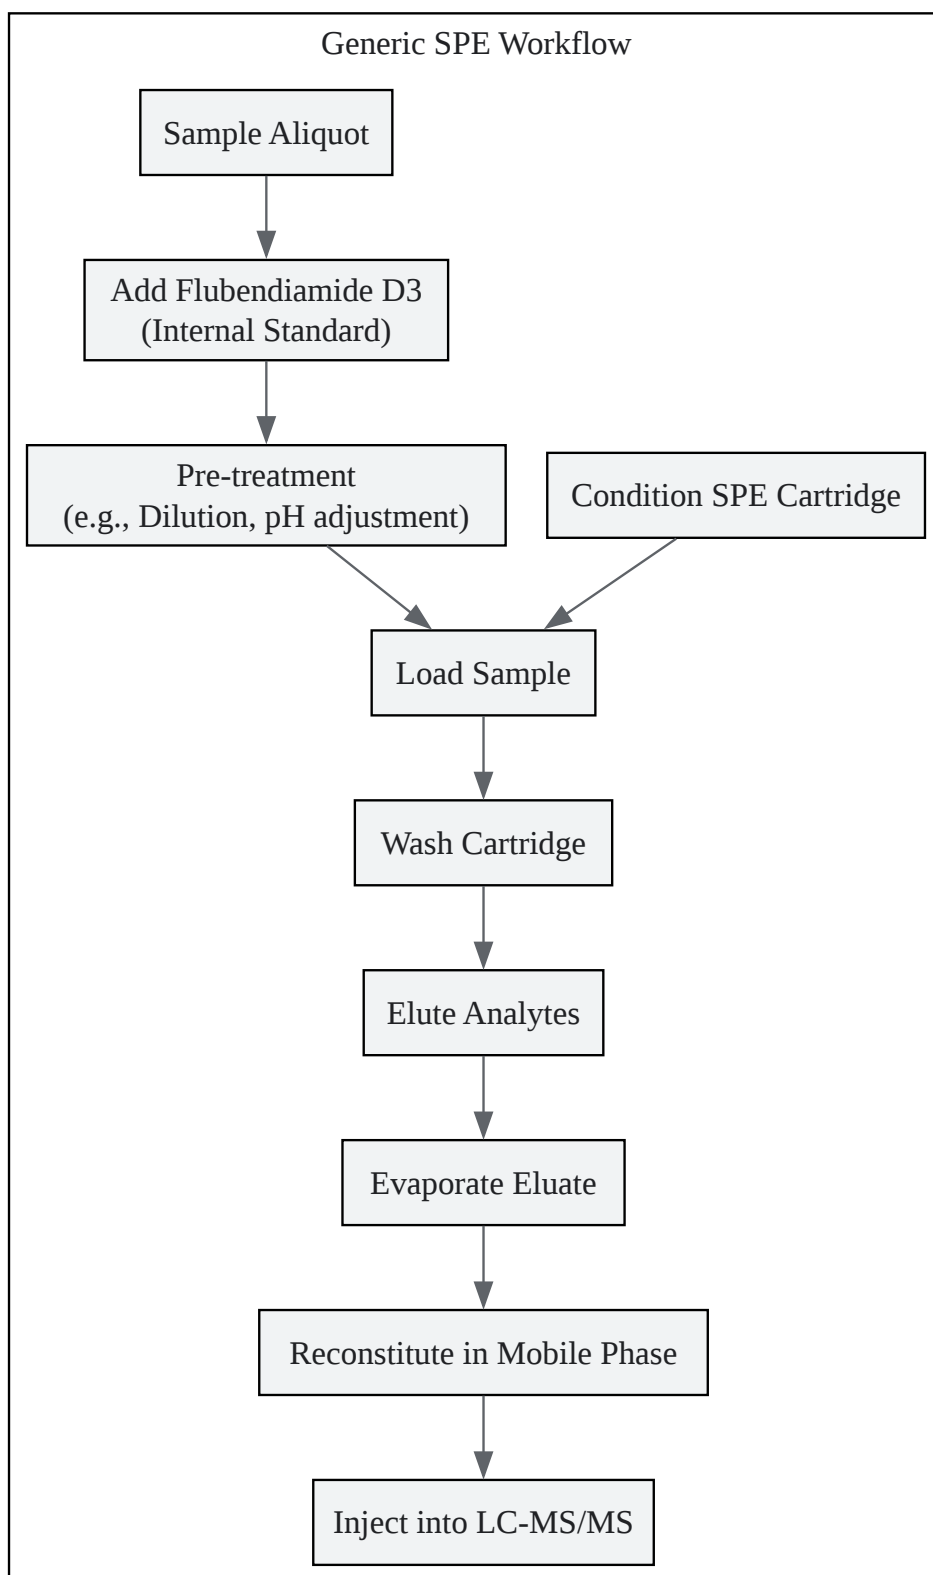 Generic SPE Workflow
Sample Aliquot
Add Flubendiamide D3
(Internal Standard)
Pre-treatment
(e.g., Dilution, pH adjustment)
Condition SPE Cartridge
Load Sample
Wash Cartridge
Elute Analytes
Evaporate Eluate
Reconstitute in Mobile Phase
Inject into LC-MS/MS